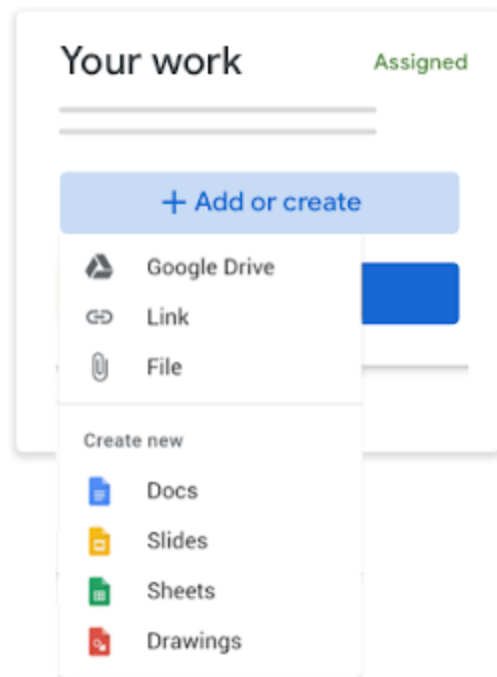 Your work
Assigned
+ Add or create
Google Drive
Link
File
Create new
Docs
Slides
Sheets
Drawings